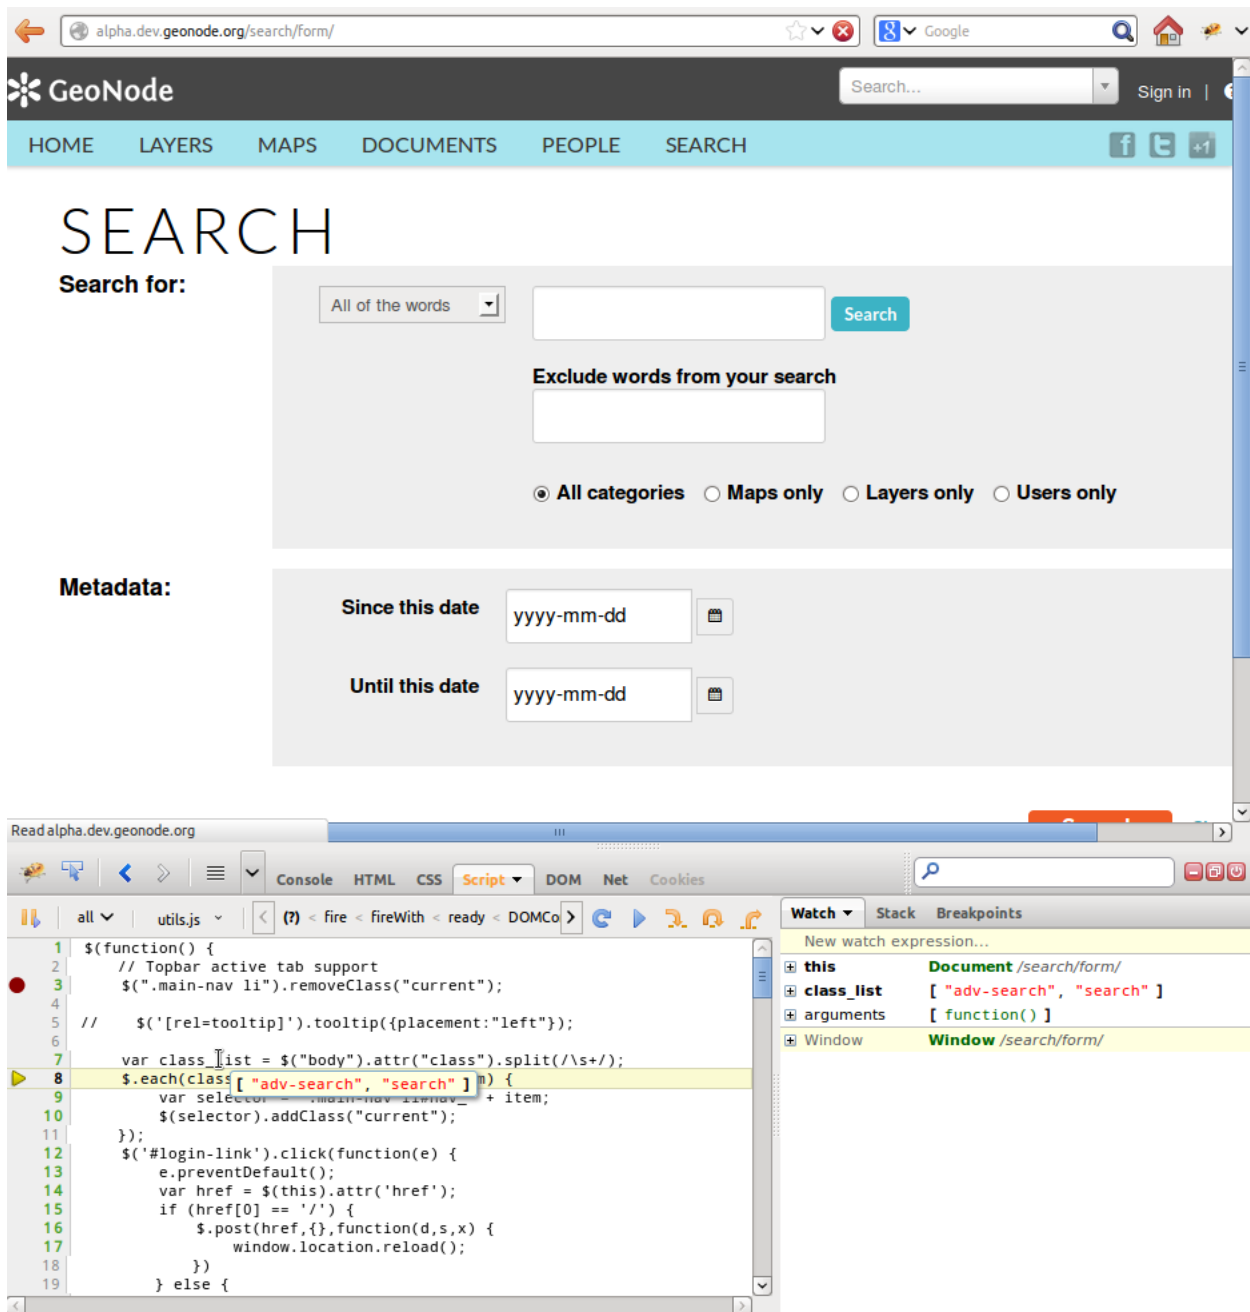 alpha.dev.geonode.org/search/form/
Google
GeoNode
Search...
Sign in |
HOME LAYERS MAPS DOCUMENTS PEOPLE SEARCH
f t +1
SEARCH
Search for:
All of the words
Search
Exclude words from your search
All categories Maps only Layers only Users only
Metadata:
Since this date
yyyy-mm-dd
Until this date
yyyy-mm-dd
Read alpha.dev.geonode.org
Console HTML CSS Script DOM Net Cookies
all utils.js (?) < fire < fireWith < ready < DOMCo
Watch Stack Breakpoints
New watch expression...
this Document /search/form/
class_list [ "adv-search", "search" ]
arguments [ function() ]
Window Window /search/form/
1 $(function() {
2 // Topbar active tab support
3 $(".main-nav li").removeClass("current");
4
5 // $('[rel=tooltip]').tooltip({placement:"left"});
6
7 var class_list = $("body").attr("class").split(/\s+/);
8 $.each(class [ "adv-search", "search" ] ) {
9 var selector = ".main-nav li#nav_" + item;
10 $(selector).addClass("current");
11 });
12 $('#login-link').click(function(e) {
13 e.preventDefault();
14 var href = $(this).attr('href');
15 if (href[0] == '/') {
16 $.post(href,{},function(d,s,x) {
17 window.location.reload();
18 })
19 } else {